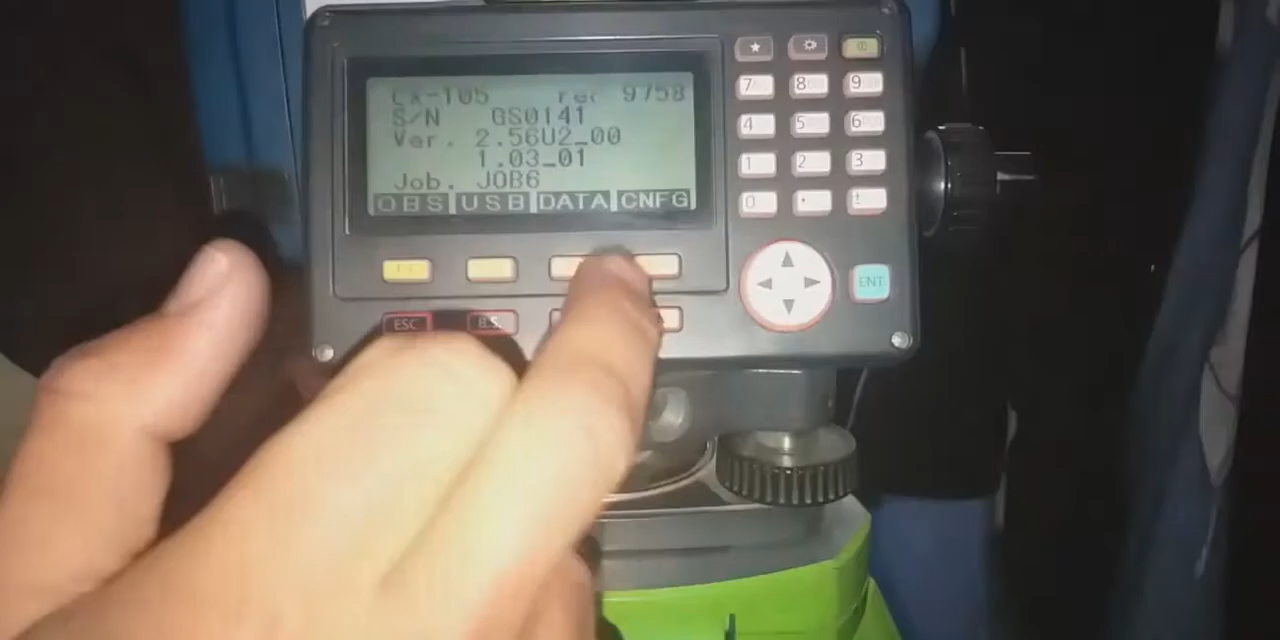 S/N GS0141
Ver. 2.56U2_00
1.03_01
Job. JOB6
OBS USB DATA CNFG
7 8 9
4 5 6
1 2 3
0 . ±
ENT
ESC B.S.